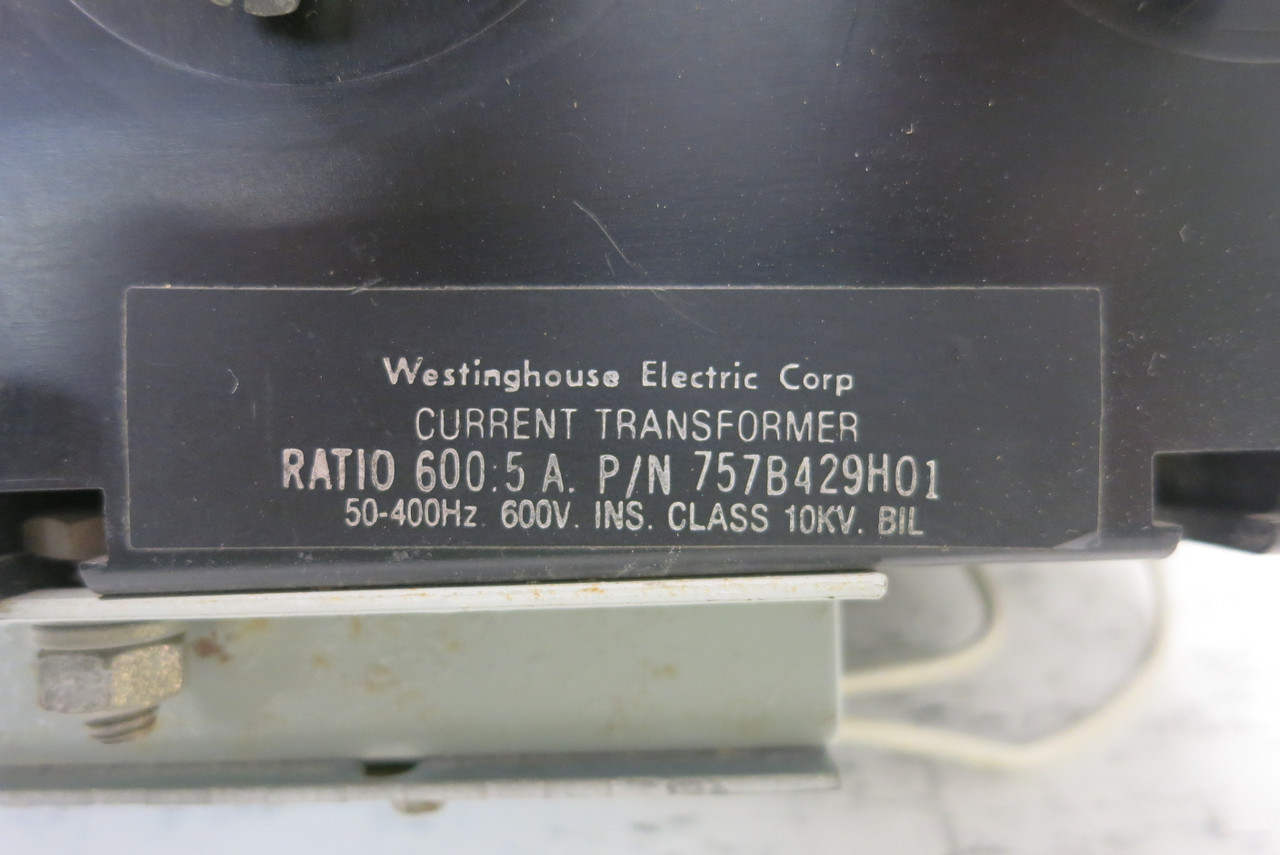 Westinghouse Electric Corp
CURRENT TRANSFORMER
RATIO 600:5 A. P/N 757B429H01
50-400Hz. 600V. INS. CLASS 10KV. BIL